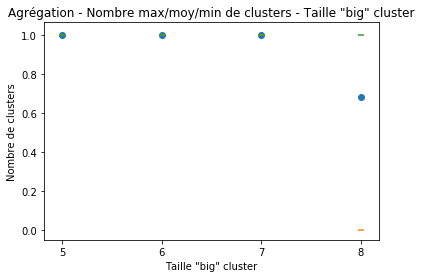 Agrégation - Nombre max/moy/min de clusters - Taille "big" cluster
1.0
0.8
0.6
0.4
0.2
0.0
Nombre de clusters
5 6 7 8
Taille "big" cluster